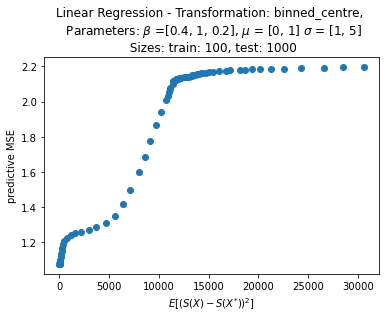 Linear Regression - Transformation: binned_centre,
Parameters: β =[0.4, 1, 0.2], μ = [0, 1] σ = [1, 5]
Sizes: train: 100, test: 1000
predictive MSE
2.2
2.0
1.8
1.6
1.4
1.2
0 5000 10000 15000 20000 25000 30000
E[(S(X) − S(X*))²]